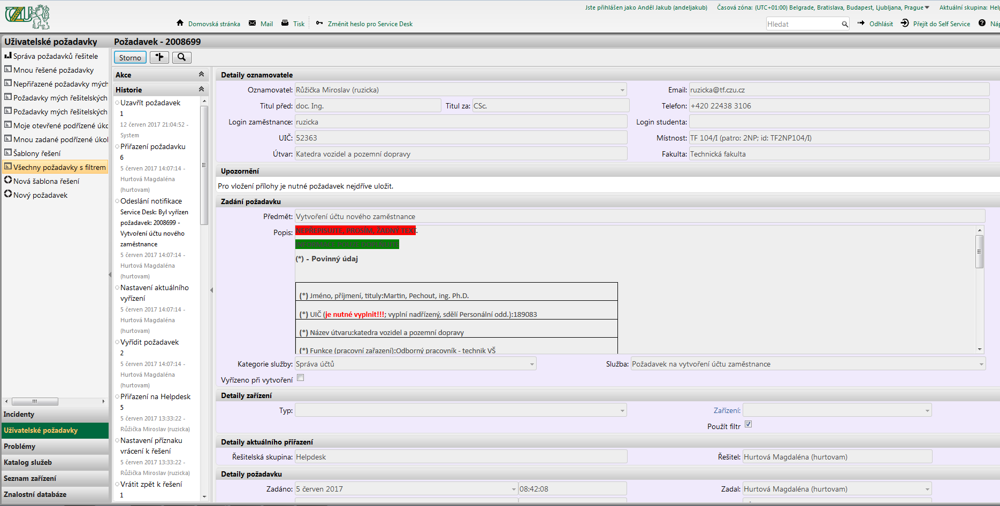 ČZU
Jste přihlášen jako Anděl Jakub (andeljakub)
Časová zóna: (UTC+01:00) Belgrade, Bratislava, Budapest, Ljubljana, Prague
Aktuální skupina: Hel
Domovská stránka
Mail
Tisk
Změnit heslo pro Service Desk
Hledat
Odhlásit
Přejít do Self Service
Náp
Uživatelské požadavky
Požadavek - 2008699
Správa požadavků řešitele
Mnou řešené požadavky
Nepřiřazené požadavky mých
Požadavky mých řešitelských
Požadavky mých řešitelských
Moje otevřené podřízené úko
Mnou zadané podřízené úkol
Šablony řešení
Všechny požadavky s filtrem
Nová šablona řešení
Nový požadavek
Incidenty
Uživatelské požadavky
Problémy
Katalog služeb
Seznam zařízení
Znalostní databáze
Storno
Akce
Historie
Uzavřít požadavek
1
12 červen 2017 21:04:52 -
System
Přiřazení požadavku
6
5 červen 2017 14:07:14 -
Hurtová Magdaléna
(hurtovam)
Odeslání notifikace
Service Desk: Byl vyřízen
požadavek: 2008699 -
Vytvoření účtu nového
zaměstnance
5 červen 2017 14:07:14 -
Hurtová Magdaléna
(hurtovam)
Nastavení aktuálního
vyřízení
5 červen 2017 14:07:14 -
Hurtová Magdaléna
(hurtovam)
Vyřídit požadavek
2
5 červen 2017 14:07:14 -
Hurtová Magdaléna
(hurtovam)
Přiřazení na Helpdesk
5
5 červen 2017 13:33:22 -
Růžička Miroslav (ruzicka)
Nastavení příznaku
vrácení k řešení
5 červen 2017 13:33:22 -
Růžička Miroslav (ruzicka)
Vrátit zpět k řešení
1
Detaily oznamovatele
Oznamovatel: Růžička Miroslav (ruzicka)
Email: ruzicka@tf.czu.cz
Titul před: doc. Ing.
Titul za: CSc.
Telefon: +420 22438 3106
Login zaměstnance: ruzicka
Login studenta:
UIČ: 52363
Místnost: TF 104/I (patro: 2NP; id: TF2NP104/I)
Útvar: Katedra vozidel a pozemní dopravy
Fakulta: Technická fakulta
Upozornění
Pro vložení přílohy je nutné požadavek nejdříve uložit.
Zadání požadavku
Předmět: Vytvoření účtu nového zaměstnance
Popis: NEPŘEPISUJTE, PROSÍM, ŽADNÝ TEXT.
INFORMACE POUZE DOPLŇUJTE
(*) - Povinný údaj
(*) Jméno, příjmení, tituly:Martin, Pechout, ing. Ph.D.
(*) UIČ (je nutné vyplnit!!!; vyplní nadřízený, sdělí Personální odd.):189083
(*) Název útvaru:katedra vozidel a pozemní dopravy
(*) Funkce (pracovní zařazení):Odborný pracovník - technik VŠ
Kategorie služby: Správa účtů
Služba: Požadavek na vytvoření účtu zaměstnance
Vyřízeno při vytvoření
Detaily zařízení
Typ:
Zařízení:
Použít filtr
Detaily aktuálního přiřazení
Řešitelská skupina: Helpdesk
Řešitel: Hurtová Magdaléna (hurtovam)
Detaily požadavku
Zadáno: 5 červen 2017 08:42:08
Zadal: Hurtová Magdaléna (hurtovam)